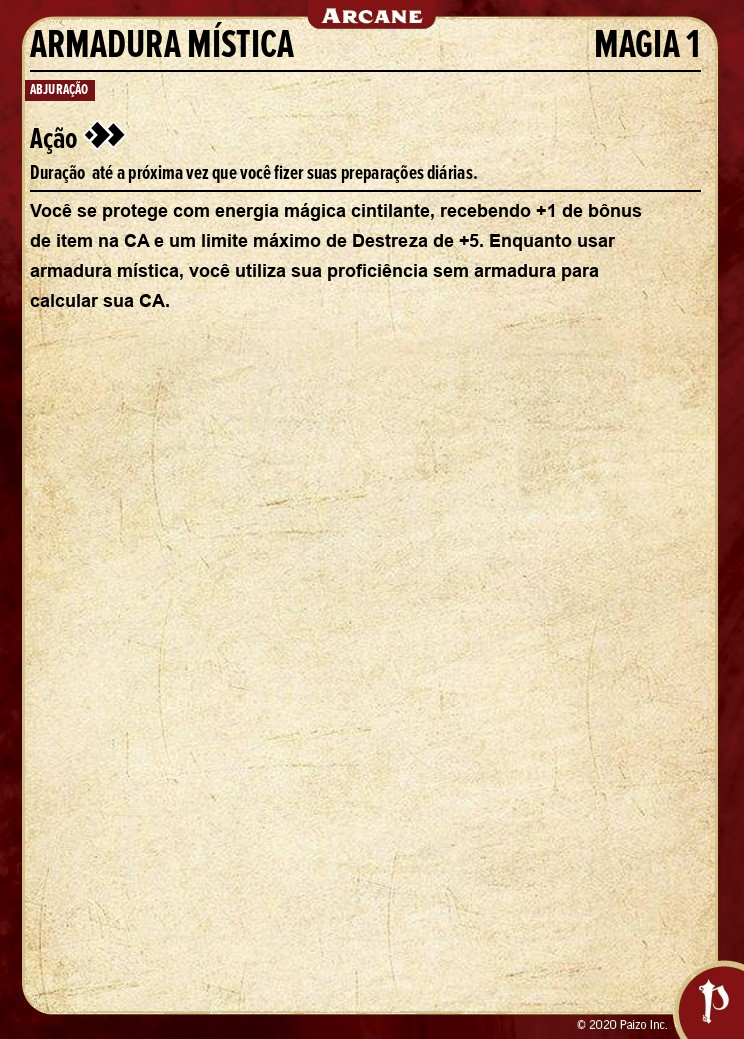 ARCANE
ARMADURA MÍSTICA MAGIA 1
ABJURAÇÃO
Ação
Duração até a próxima vez que você fizer suas preparações diárias.
Você se protege com energia mágica cintilante, recebendo +1 de bônus
de item na CA e um limite máximo de Destreza de +5. Enquanto usar
armadura mística, você utiliza sua proficiência sem armadura para
calcular sua CA.
© 2020 Paizo Inc.
P